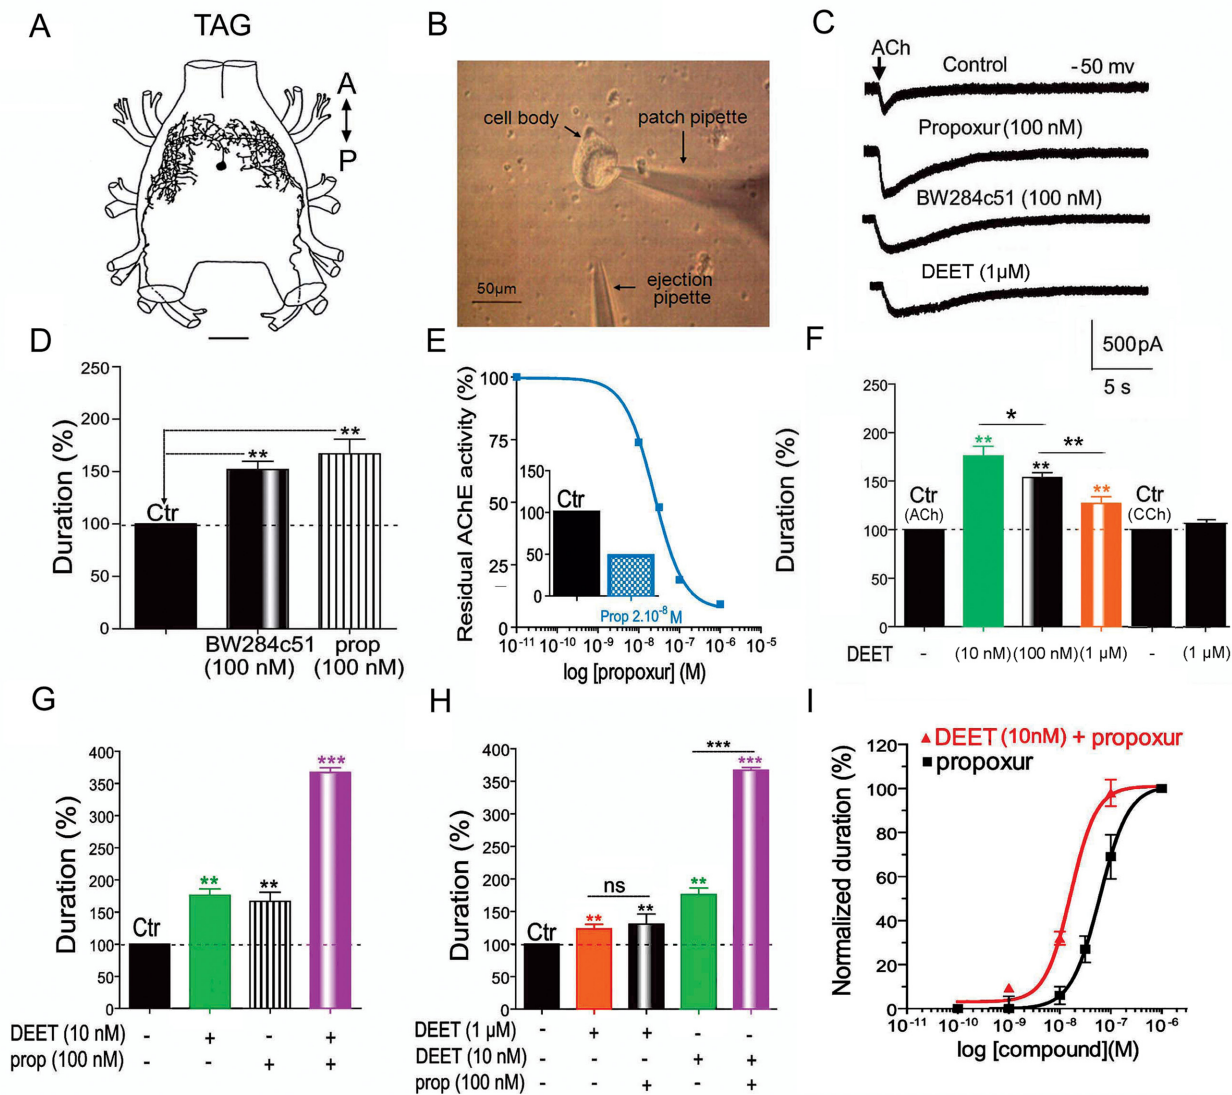 A
TAG
A
P
B
cell body
patch pipette
ejection
pipette
50µm
C
ACh
Control
-50 mv
Propoxur (100 nM)
BW284c51 (100 nM)
DEET (1µM)
500pA
5 s
D
Duration (%)
250
200
150
100
50
0
Ctr
**
**
BW284c51
(100 nM)
prop
(100 nM)
E
Residual AChE activity (%)
100
75
50
25
0
150
100
50
0
Ctr
Prop 2.10-8 M
10-11 10-10 10-9 10-8 10-7 10-6 10-5
log [propoxur] (M)
F
Duration (%)
250
200
150
100
50
0
*
**
**
**
**
Ctr
(ACh)
Ctr
(CCh)
DEET - (10 nM) (100 nM) (1 µM) - (1 µM)
G
Duration (%)
400
350
300
250
200
150
100
50
0
Ctr
**
**
***
DEET (10 nM) - + - +
prop (100 nM) - - + +
H
Duration (%)
400
350
300
250
200
150
100
50
0
Ctr
**
ns
**
**
***
***
DEET (1 µM) - + + - -
DEET (10 nM) - - - + +
prop (100 nM) - - + - +
I
DEET (10nM) + propoxur
propoxur
Normalized duration (%)
120
100
80
60
40
20
0
10-11 10-10 10-9 10-8 10-7 10-6
log [compound](M)